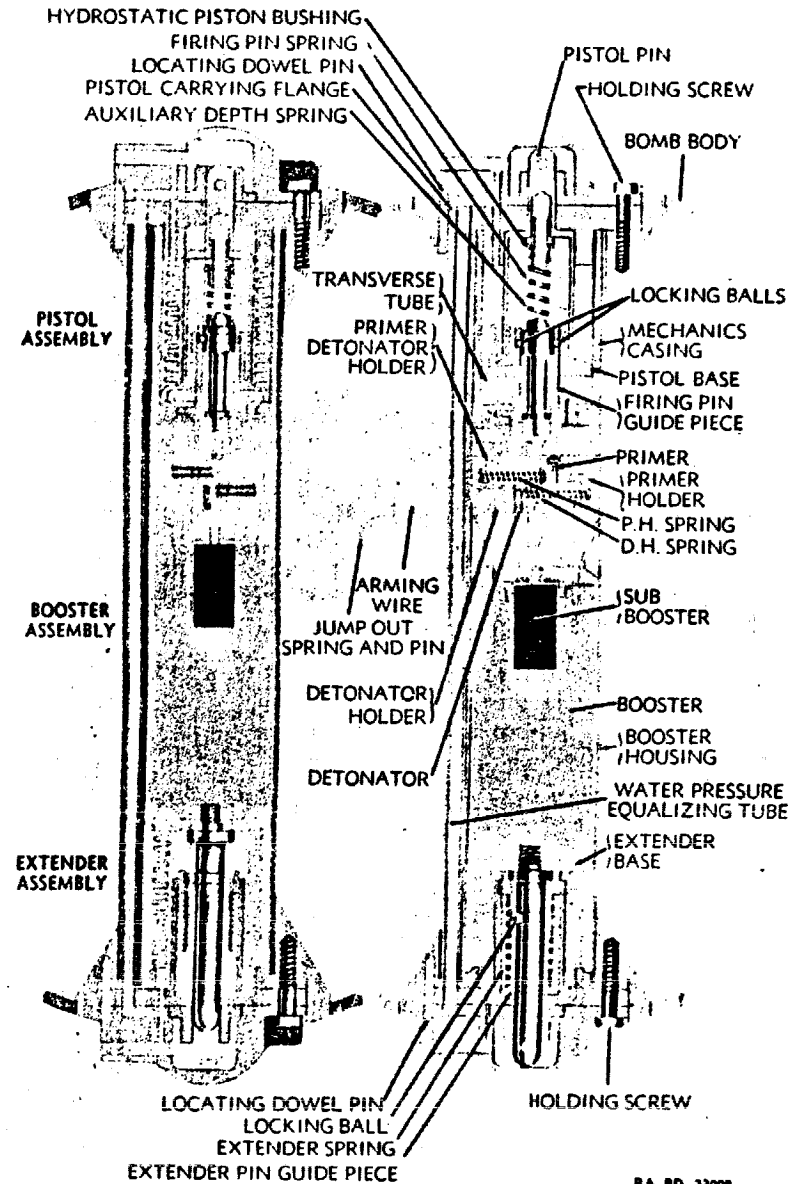 HYDROSTATIC PISTON BUSHING
FIRING PIN SPRING
LOCATING DOWEL PIN
PISTOL CARRYING FLANGE
AUXILIARY DEPTH SPRING
PISTOL PIN
HOLDING SCREW
BOMB BODY
TRANSVERSE
TUBE
PRIMER
DETONATOR
HOLDER
PISTOL
ASSEMBLY
LOCKING BALLS
MECHANICS
CASING
PISTOL BASE
FIRING PIN
GUIDE PIECE
PRIMER
PRIMER
HOLDER
P.H. SPRING
D.H. SPRING
ARMING
WIRE
JUMP OUT
SPRING AND PIN
BOOSTER
ASSEMBLY
SUB
BOOSTER
DETONATOR
HOLDER
BOOSTER
BOOSTER
HOUSING
DETONATOR
WATER PRESSURE
EQUALIZING TUBE
EXTENDER
ASSEMBLY
EXTENDER
BASE
LOCATING DOWEL PIN
LOCKING BALL
EXTENDER SPRING
EXTENDER PIN GUIDE PIECE
HOLDING SCREW
RA PD